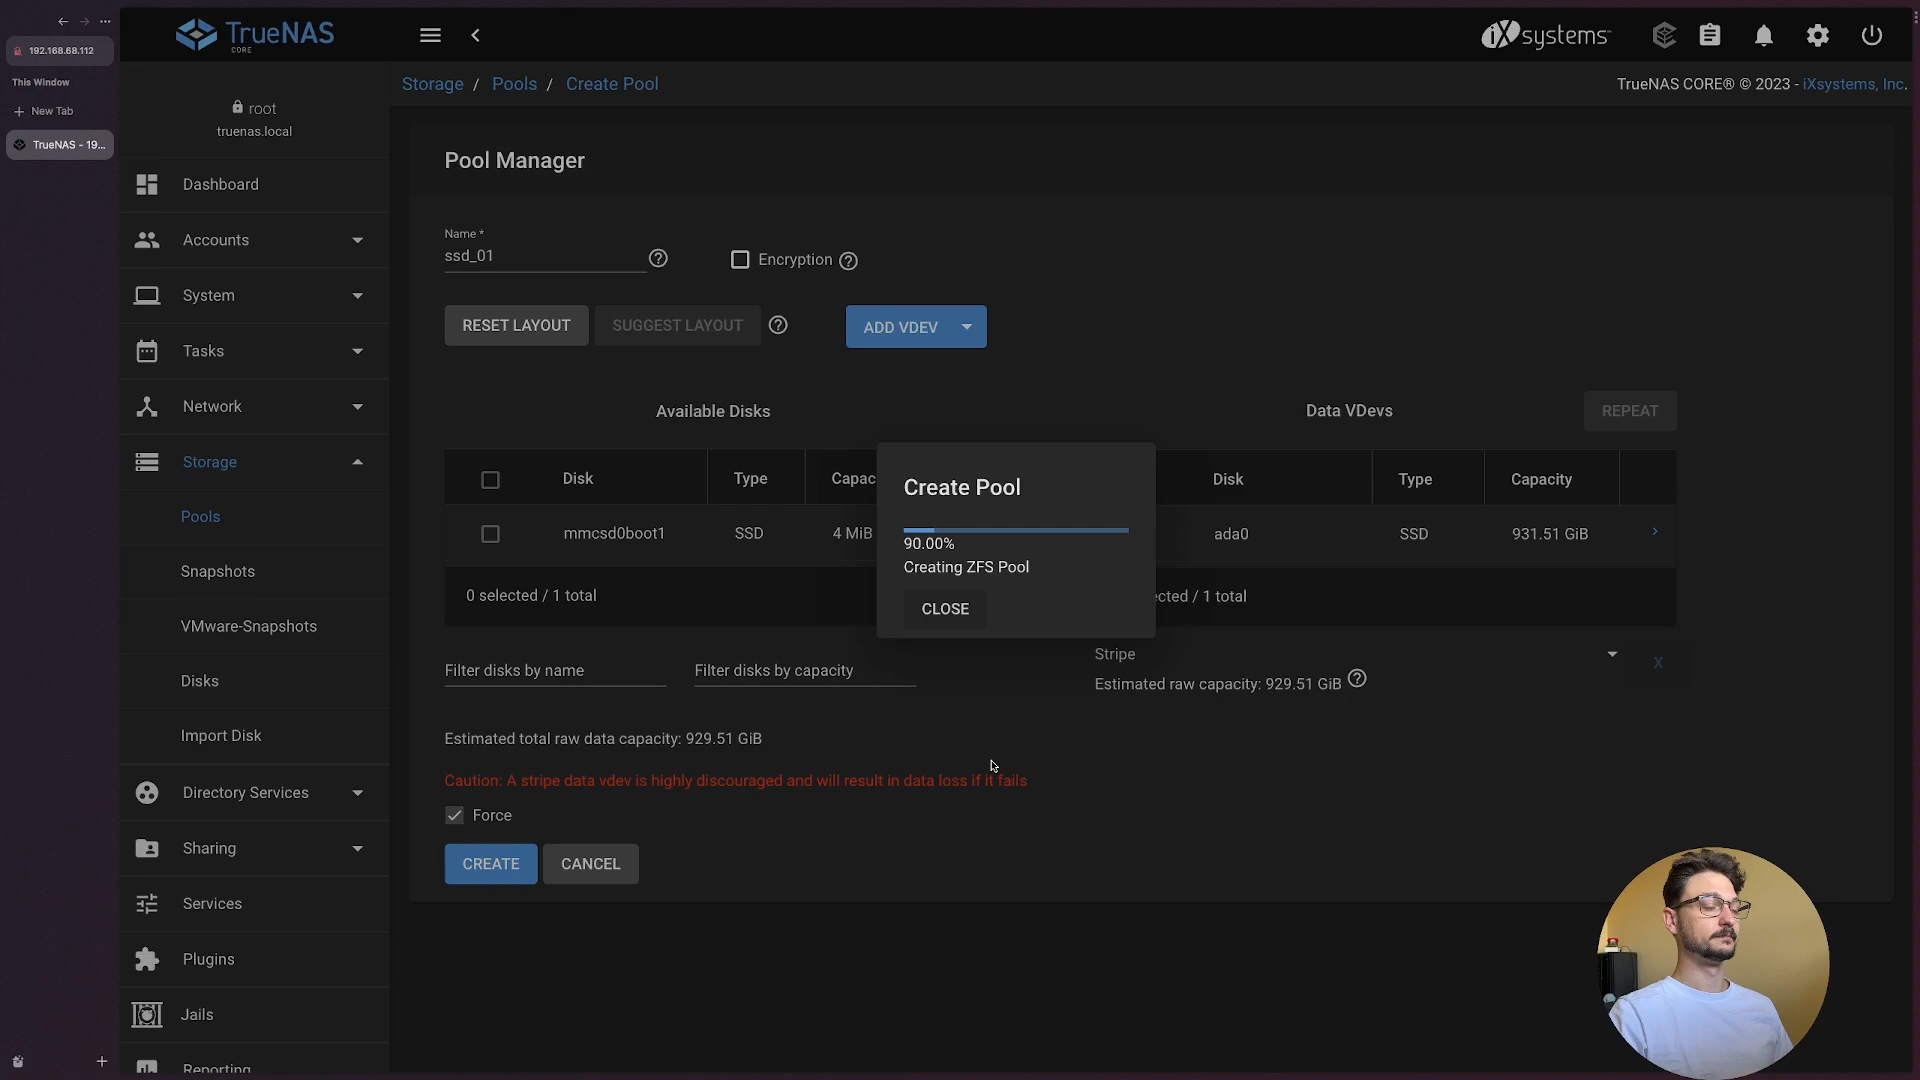 192.168.68.112
This Window
New Tab
TrueNAS - 19...
TrueNAS
CORE
iXsystems
root
truenas.local
Dashboard
Accounts
System
Tasks
Network
Storage
Pools
Snapshots
VMware-Snapshots
Disks
Import Disk
Directory Services
Sharing
Services
Plugins
Jails
Reporting
Storage / Pools / Create Pool
TrueNAS CORE® © 2023 - iXsystems, Inc.
Pool Manager
Name *
ssd_01
Encryption
RESET LAYOUT SUGGEST LAYOUT ADD VDEV
Available Disks
Disk Type Capac
mmcsd0boot1 SSD 4 MiB
0 selected / 1 total
Filter disks by name Filter disks by capacity
Data VDevs REPEAT
Disk Type Capacity
ada0 SSD 931.51 GiB
ected / 1 total
Stripe X
Estimated raw capacity: 929.51 GiB
Create Pool
90.00%
Creating ZFS Pool
CLOSE
Estimated total raw data capacity: 929.51 GiB
Caution: A stripe data vdev is highly discouraged and will result in data loss if it fails
Force
CREATE CANCEL